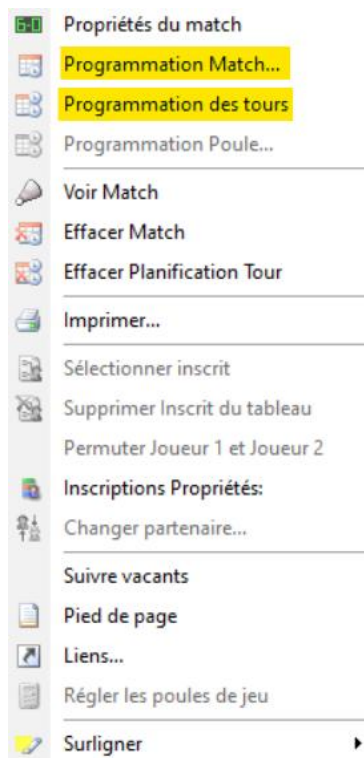 6-0 Propriétés du match
Programmation Match...
Programmation des tours
Programmation Poule...
Voir Match
Effacer Match
Effacer Planification Tour
Imprimer...
Sélectionner inscrit
Supprimer Inscrit du tableau
Permuter Joueur 1 et Joueur 2
Inscriptions Propriétés:
Changer partenaire...
Suivre vacants
Pied de page
Liens...
Régler les poules de jeu
Surligner